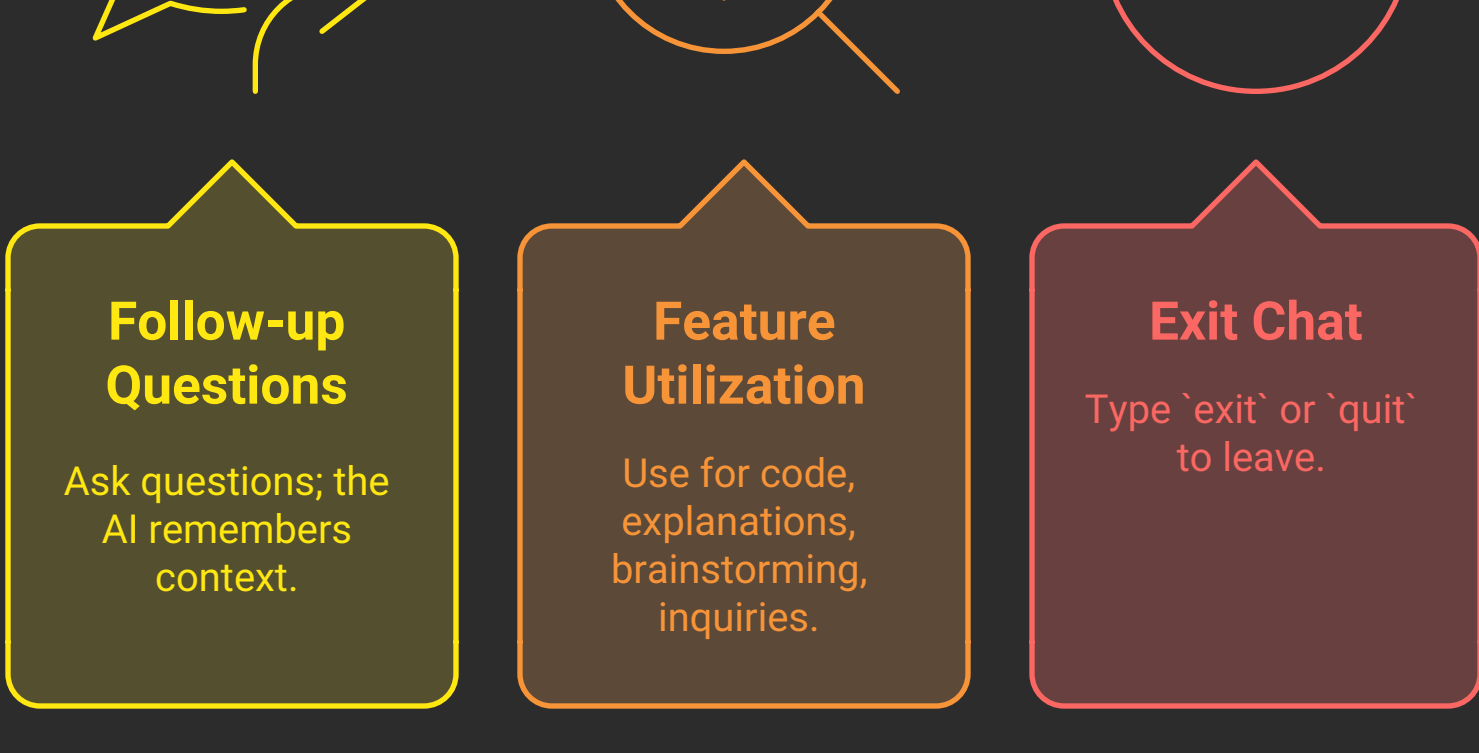 Follow-up
Questions
Ask questions; the
AI remembers
context.
Feature
Utilization
Use for code,
explanations,
brainstorming,
inquiries.
Exit Chat
Type `exit` or `quit`
to leave.